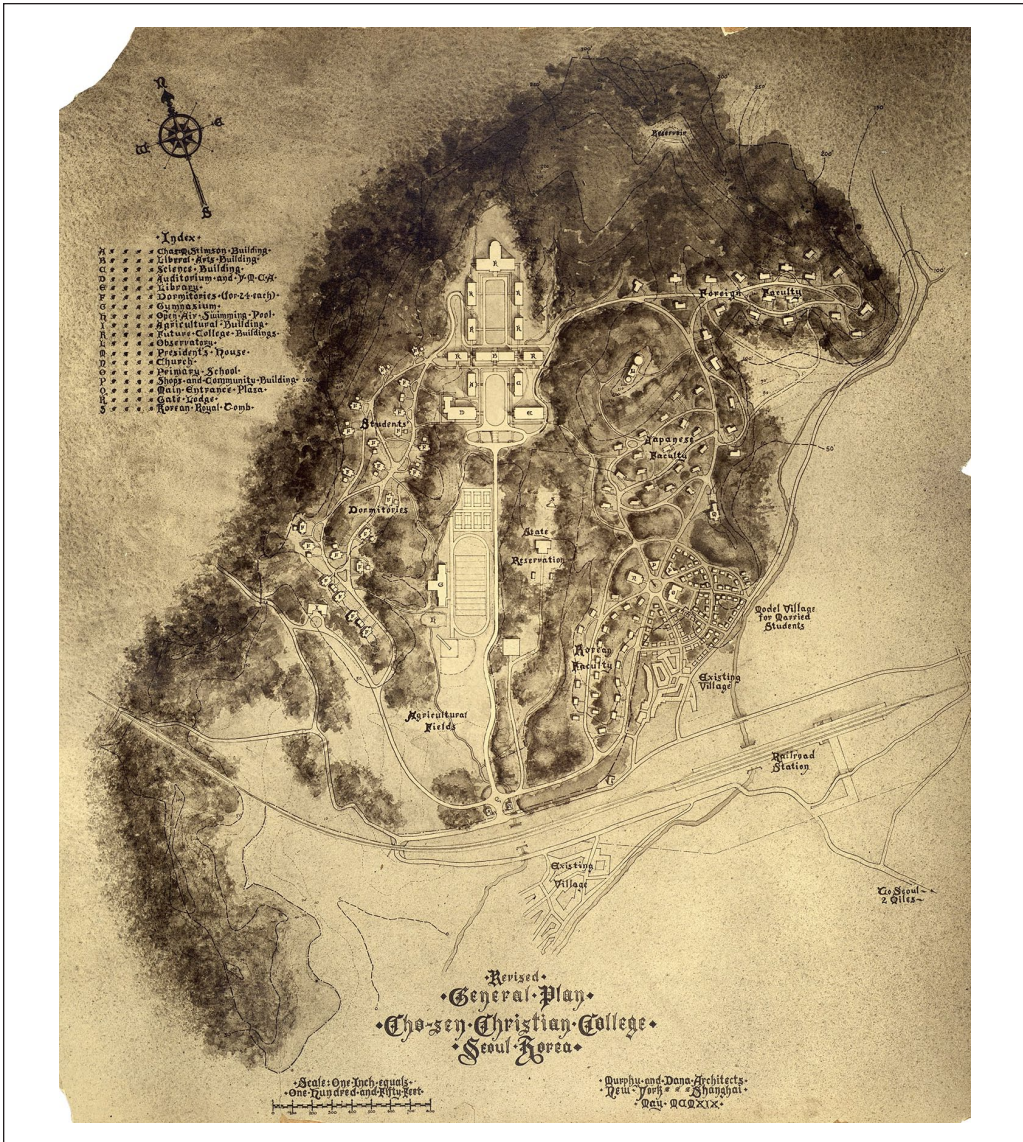 N
E
W
S
•Index•
A " " " " Chas•M•Stimson•Building•
B " " " " Liberal•Arts•Building•
C " " " " Science•Building•
D " " " " Auditorium•and•Y•M•C•A•
E " " " " Library•
F " " " " Dormitories•(for•24•each)•
G " " " " Gymnasium•
H " " " " Open•Air•Swimming•Pool•
I " " " " Agricultural•Building•
K " " " " Future•College•Buildings•
L " " " " Observatory•
M " " " " President's•House•
N " " " " Church•
O " " " " Primary•School•
P " " " " Shops•and•Community•Building•
Q " " " " Main•Entrance•Plaza•
R " " " " Gate•Lodge•
S " " " " Korean•Royal•Tomb•
Reservoir
200'
150'
100'
50'
Foreign Faculty
Students'
Dormitories
Japanese
Faculty
State
Reservation
Model Village
for Married
Students
Korean
Faculty
Existing
Village
Agricultural
Fields
Railroad
Station
Existing
Village
To Seoul~
2 Miles~
•Revised•
•General•Plan•
•Cho-sen•Christian•College•
•Seoul•Korea•
•Scale:One•Inch•equals•
•One•Hundred•and•Fifty•Feet•
•Murphy•and•Dana•Architects•
•New•York " " " Shanghai•
•May•MCMXIX•